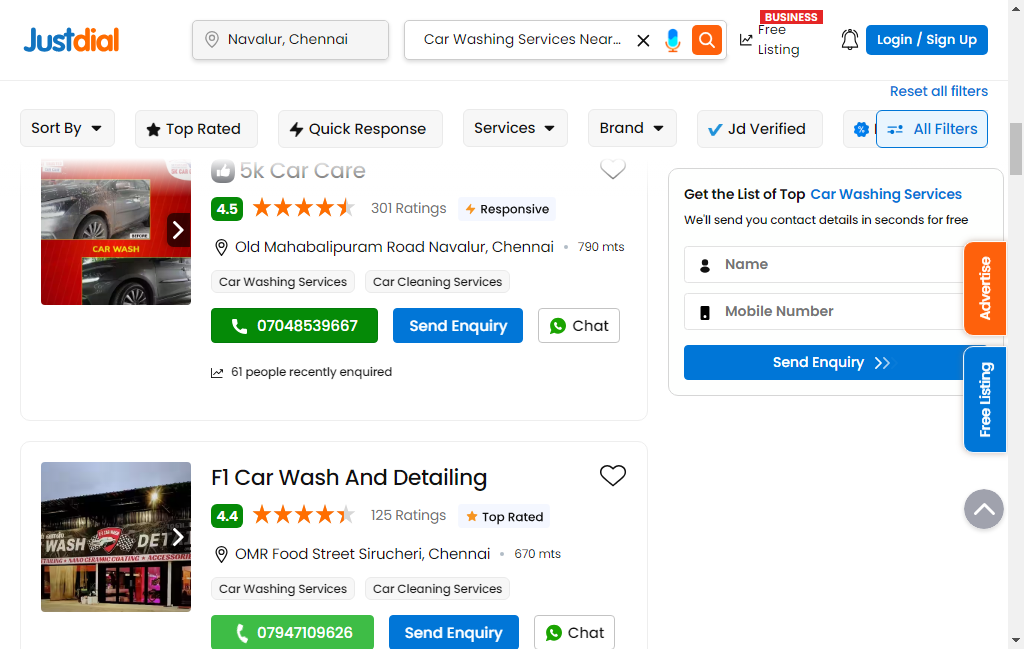 Justdial
Navalur, Chennai
Car Washing Services Near...
BUSINESS
Free
Listing
Login / Sign Up
Reset all filters
Sort By
Top Rated
Quick Response
Services
Brand
Jd Verified
All Filters
5k Car Care
4.5
301 Ratings
Responsive
Old Mahabalipuram Road Navalur, Chennai • 790 mts
Car Washing Services
Car Cleaning Services
07048539667
Send Enquiry
Chat
61 people recently enquired
BEFORE
CAR WASH
Get the List of Top Car Washing Services
We'll send you contact details in seconds for free
Name
Mobile Number
Send Enquiry
Advertise
Free Listing
F1 Car Wash And Detailing
4.4
125 Ratings
Top Rated
OMR Food Street Sirucheri, Chennai • 670 mts
Car Washing Services
Car Cleaning Services
07947109626
Send Enquiry
Chat
WASH
DET